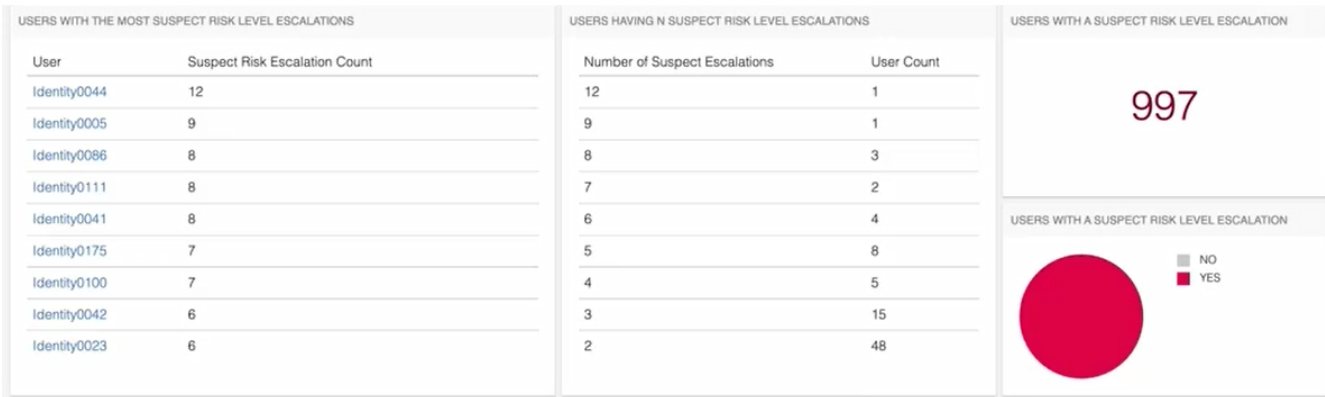 USERS WITH THE MOST SUSPECT RISK LEVEL ESCALATIONS
User Suspect Risk Escalation Count
Identity0044 12
Identity0005 9
Identity0086 8
Identity0111 8
Identity0041 8
Identity0175 7
Identity0100 7
Identity0042 6
Identity0023 6
USERS HAVING N SUSPECT RISK LEVEL ESCALATIONS
Number of Suspect Escalations User Count
12 1
9 1
8 3
7 2
6 4
5 8
4 5
3 15
2 48
USERS WITH A SUSPECT RISK LEVEL ESCALATION
997
USERS WITH A SUSPECT RISK LEVEL ESCALATION
NO
YES